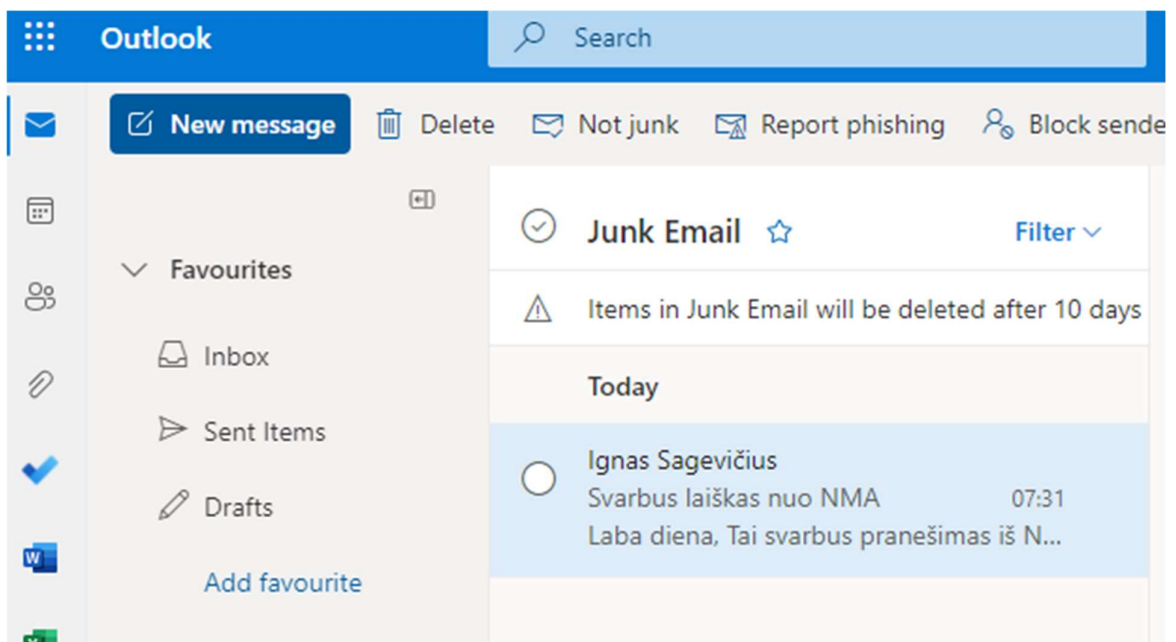 Outlook
Search
New message
Delete
Not junk
Report phishing
Block sende
Favourites
Inbox
Sent Items
Drafts
Add favourite
Junk Email
Filter
Items in Junk Email will be deleted after 10 days
Today
Ignas Sagevičius
Svarbus laiškas nuo NMA 07:31
Laba diena, Tai svarbus pranešimas iš N...
W